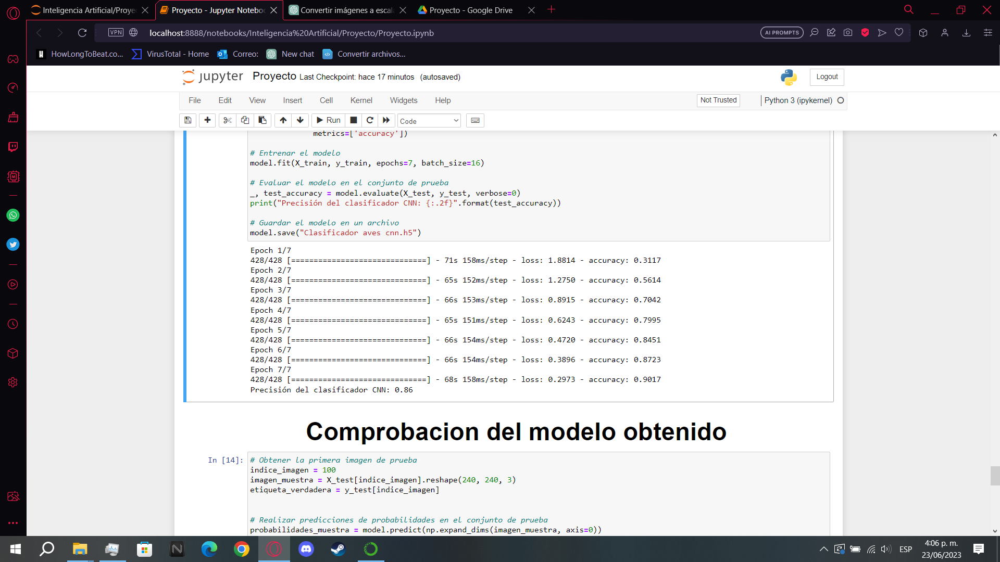 Inteligencia Artificial/Proye
Proyecto - Jupyter Notebo
Convertir imágenes a escal
Proyecto - Google Drive
VPN
localhost:8888/notebooks/Inteligencia%20Artificial/Proyecto/Proyecto.ipynb
AI PROMPTS
HowLongToBeat.co...
VirusTotal - Home
Correo:
New chat
Convertir archivos...
jupyter
Proyecto Last Checkpoint: hace 17 minutos (autosaved)
Logout
File Edit View Insert Cell Kernel Widgets Help
Not Trusted
Python 3 (ipykernel)
Run
Code
metrics=['accuracy'])
# Entrenar el modelo
model.fit(X_train, y_train, epochs=7, batch_size=16)
# Evaluar el modelo en el conjunto de prueba
_, test_accuracy = model.evaluate(X_test, y_test, verbose=0)
print("Precisión del clasificador CNN: {:.2f}".format(test_accuracy))
# Guardar el modelo en un archivo
model.save("Clasificador aves cnn.h5")
Epoch 1/7
428/428 [==============================] - 71s 158ms/step - loss: 1.8814 - accuracy: 0.3117
Epoch 2/7
428/428 [==============================] - 65s 152ms/step - loss: 1.2750 - accuracy: 0.5614
Epoch 3/7
428/428 [==============================] - 66s 153ms/step - loss: 0.8915 - accuracy: 0.7042
Epoch 4/7
428/428 [==============================] - 65s 151ms/step - loss: 0.6243 - accuracy: 0.7995
Epoch 5/7
428/428 [==============================] - 66s 154ms/step - loss: 0.4720 - accuracy: 0.8451
Epoch 6/7
428/428 [==============================] - 66s 154ms/step - loss: 0.3896 - accuracy: 0.8723
Epoch 7/7
428/428 [==============================] - 68s 158ms/step - loss: 0.2973 - accuracy: 0.9017
Precisión del clasificador CNN: 0.86
Comprobacion del modelo obtenido
In [14]:
# Obtener la primera imagen de prueba
indice_imagen = 100
imagen_muestra = X_test[indice_imagen].reshape(240, 240, 3)
etiqueta_verdadera = y_test[indice_imagen]
# Realizar predicciones de probabilidades en el conjunto de prueba
probabilidades_muestra = model.predict(np.expand_dims(imagen_muestra, axis=0))
ESP
4:06 p. m.
23/06/2023